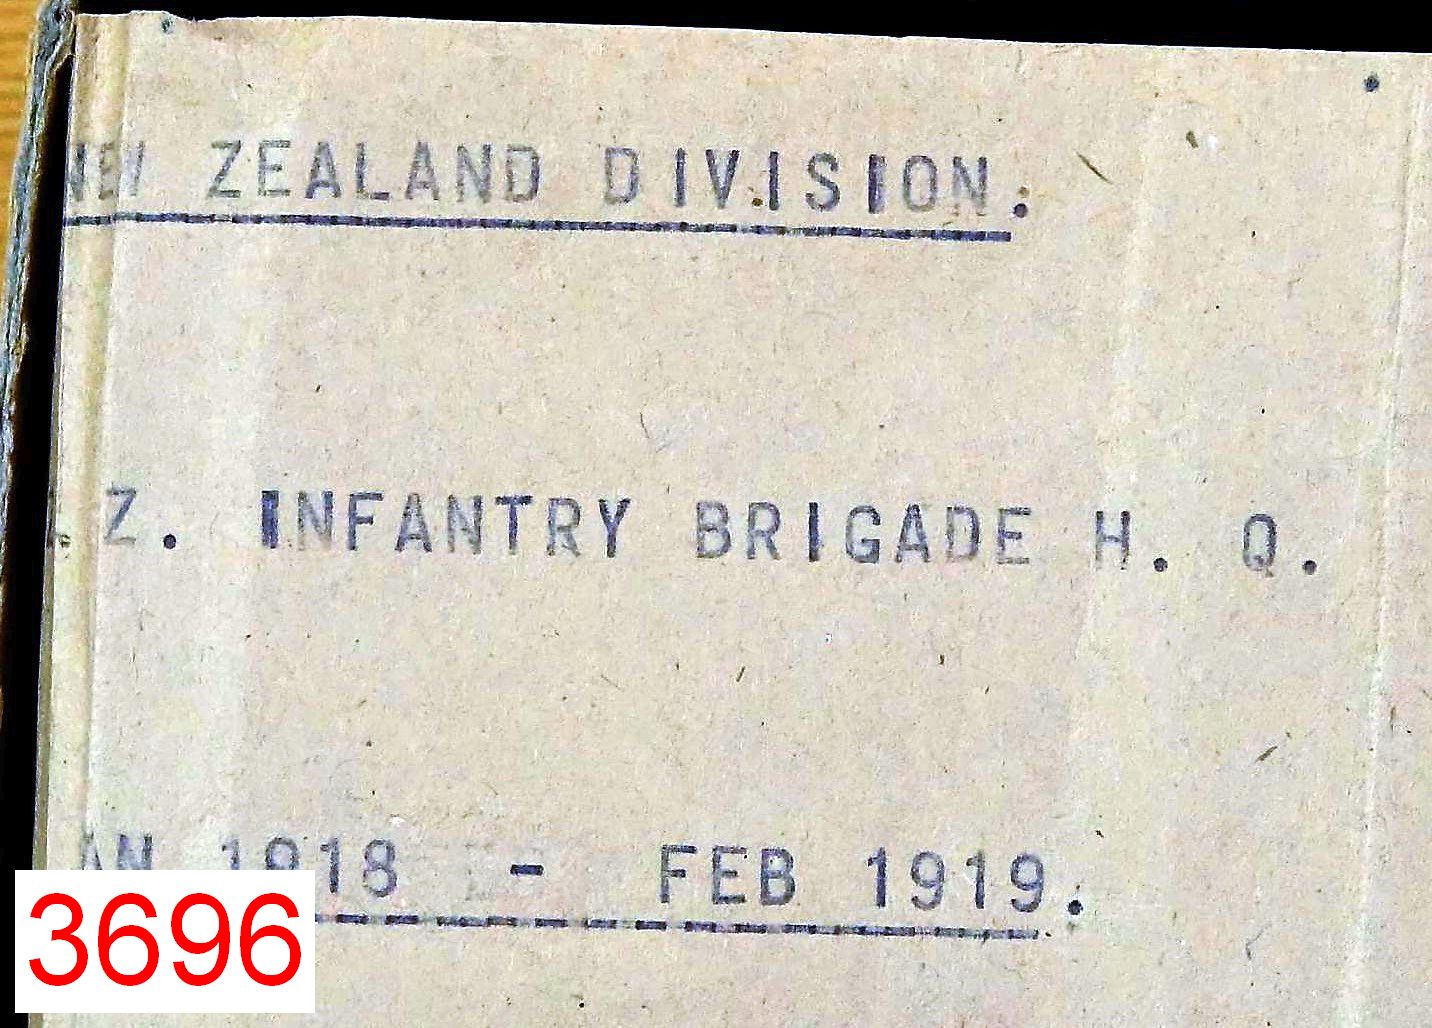 NEW ZEALAND DIVISION.
. Z. INFANTRY BRIGADE H. Q.
AN 1918 - FEB 1919.
3696